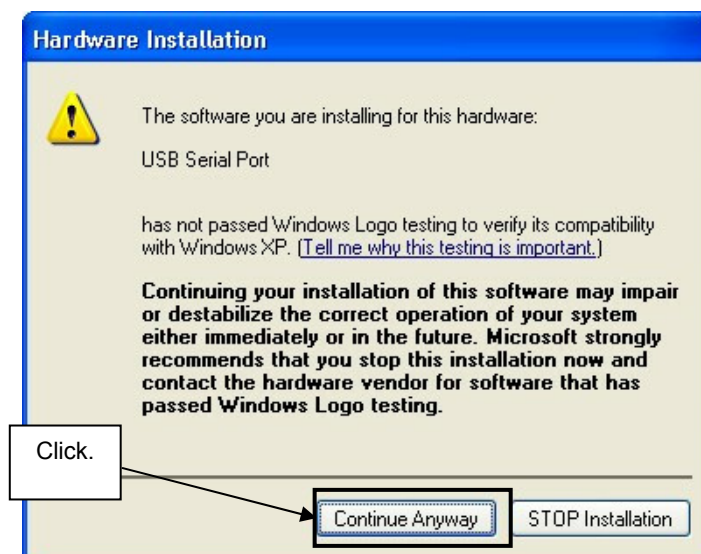 Hardware Installation
The software you are installing for this hardware:
USB Serial Port
has not passed Windows Logo testing to verify its compatibility
with Windows XP. (Tell me why this testing is important.)
Continuing your installation of this software may impair
or destabilize the correct operation of your system
either immediately or in the future. Microsoft strongly
recommends that you stop this installation now and
contact the hardware vendor for software that has
passed Windows Logo testing.
Click.
Continue Anyway
STOP Installation